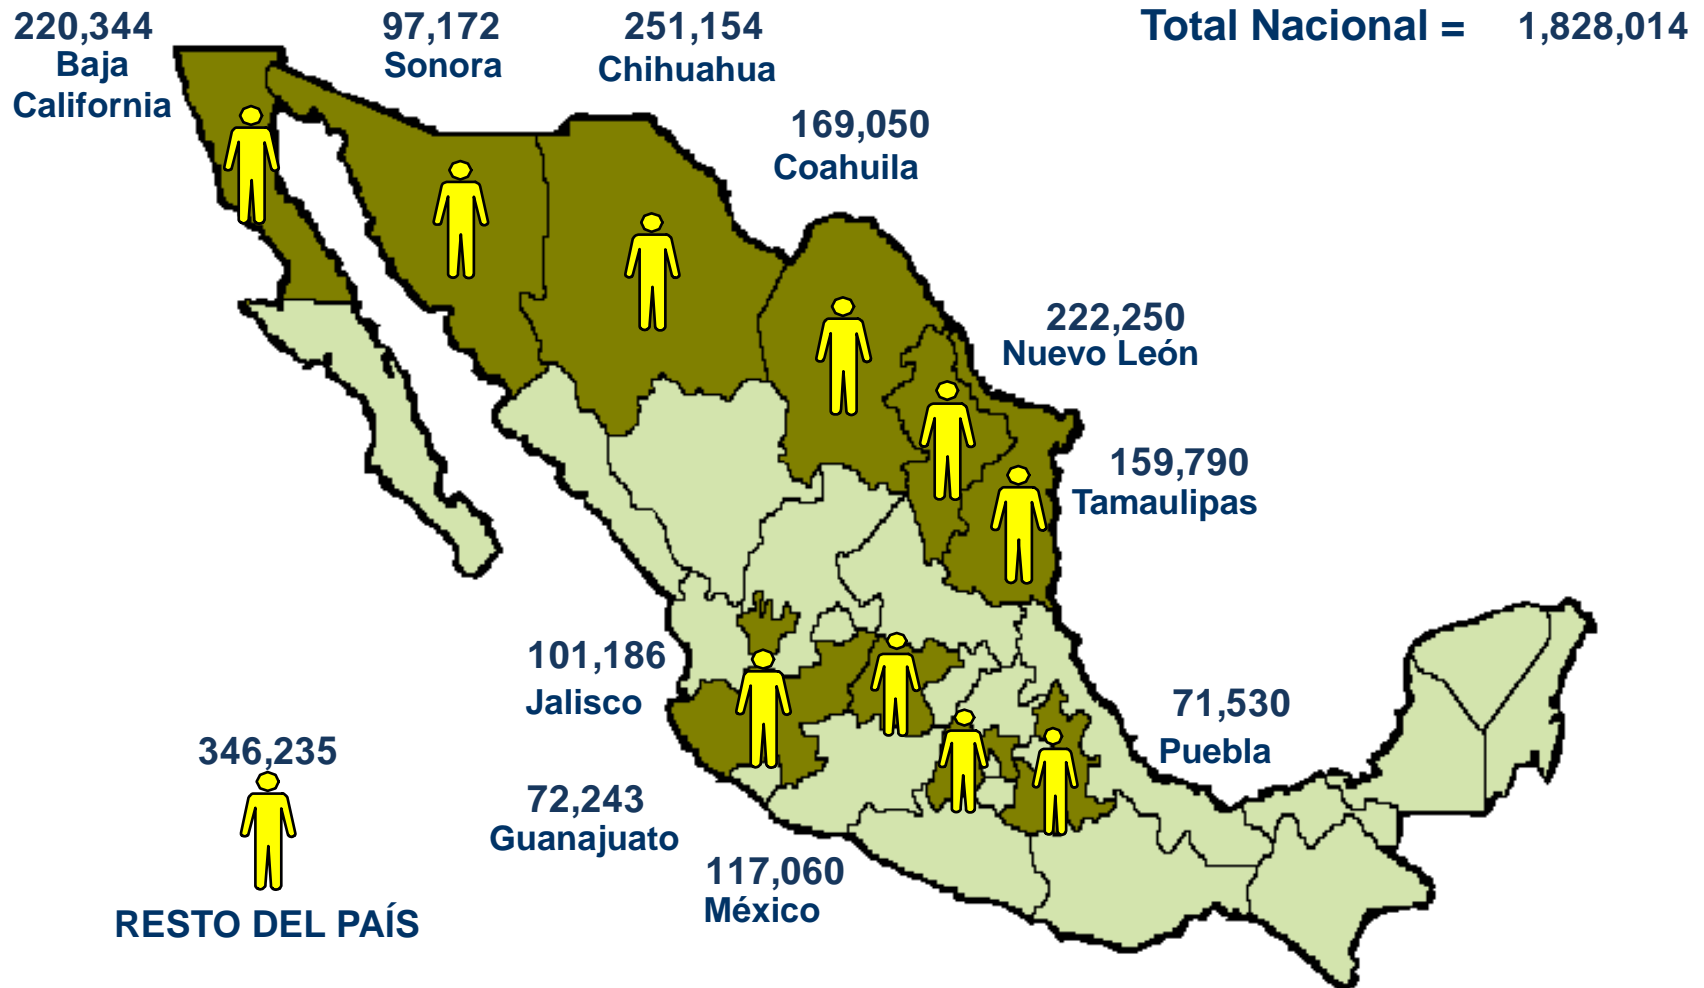 220,344
Baja
California
97,172
Sonora
251,154
Chihuahua
Total Nacional = 1,828,014
169,050
Coahuila
222,250
Nuevo León
159,790
Tamaulipas
101,186
Jalisco
71,530
Puebla
346,235
RESTO DEL PAÍS
72,243
Guanajuato
117,060
México